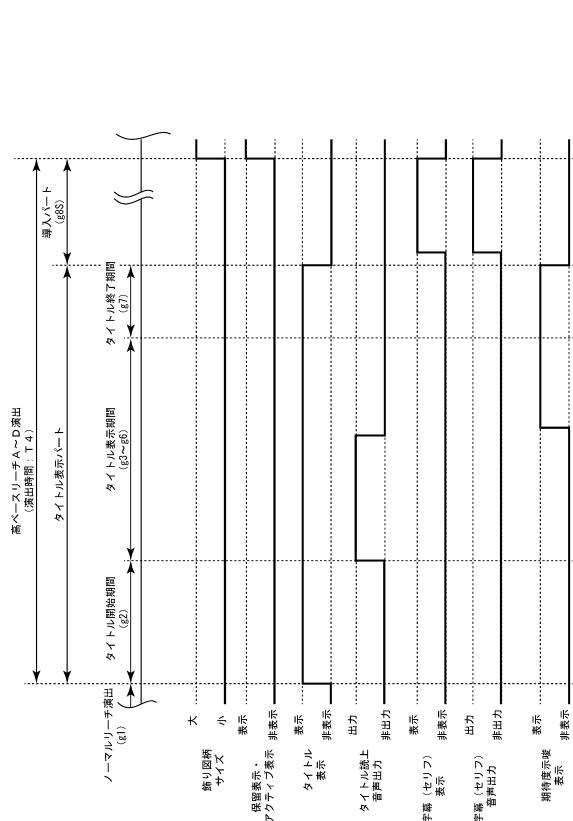 高ベースリーチA～D演出
(演出時間:T4)
タイトル表示パート
導入パート
(g8S)
ノーマルリーチ演出
(g1)
タイトル開始期間
(g2)
タイトル表示期間
(g3～g6)
タイトル終了期間
(g7)
飾り図柄
サイズ
大
小
保留表示・
アクティブ表示
表示
非表示
タイトル
表示
表示
非表示
タイトル読上
音声出力
出力
非出力
字幕(セリフ)
表示
表示
非表示
字幕(セリフ)
音声出力
出力
非出力
期待度示唆
表示
表示
非表示